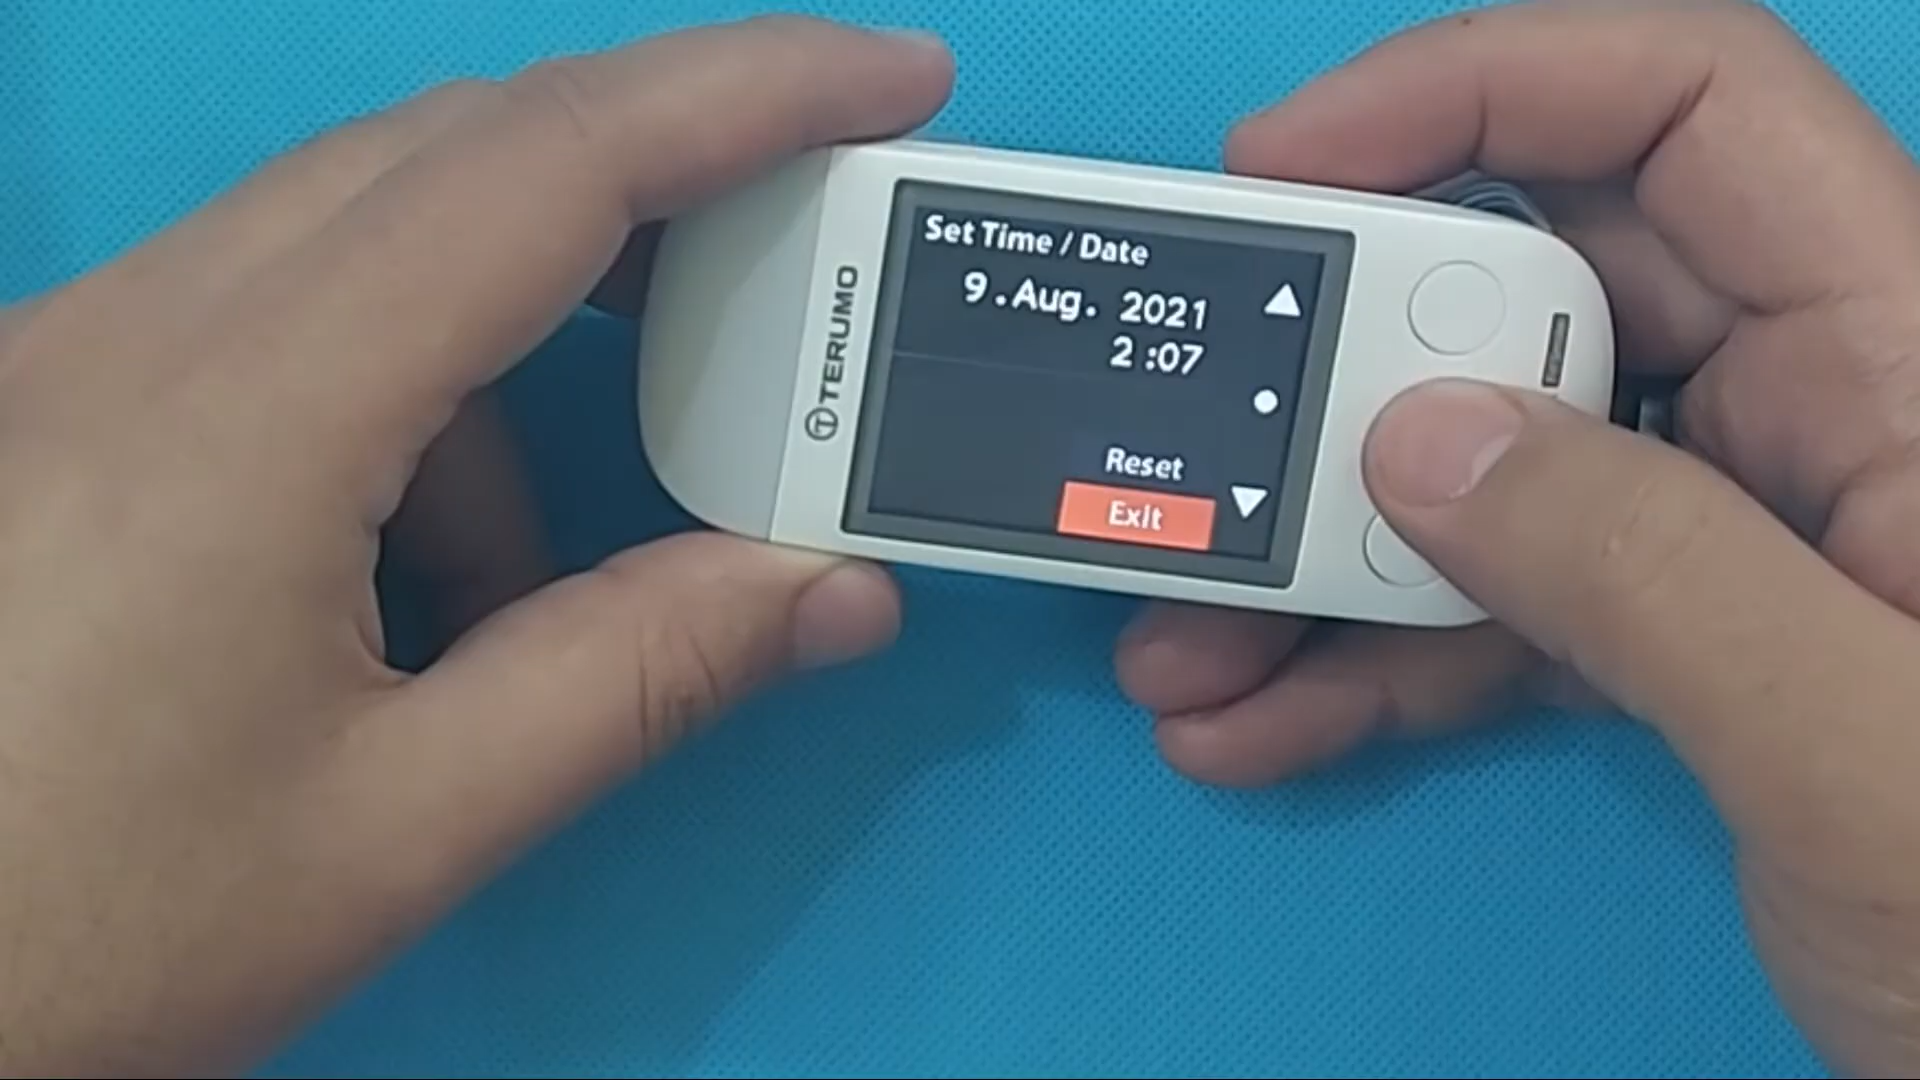 TERUMO
Set Time / Date
9.Aug. 2021
2:07
Reset
Exit